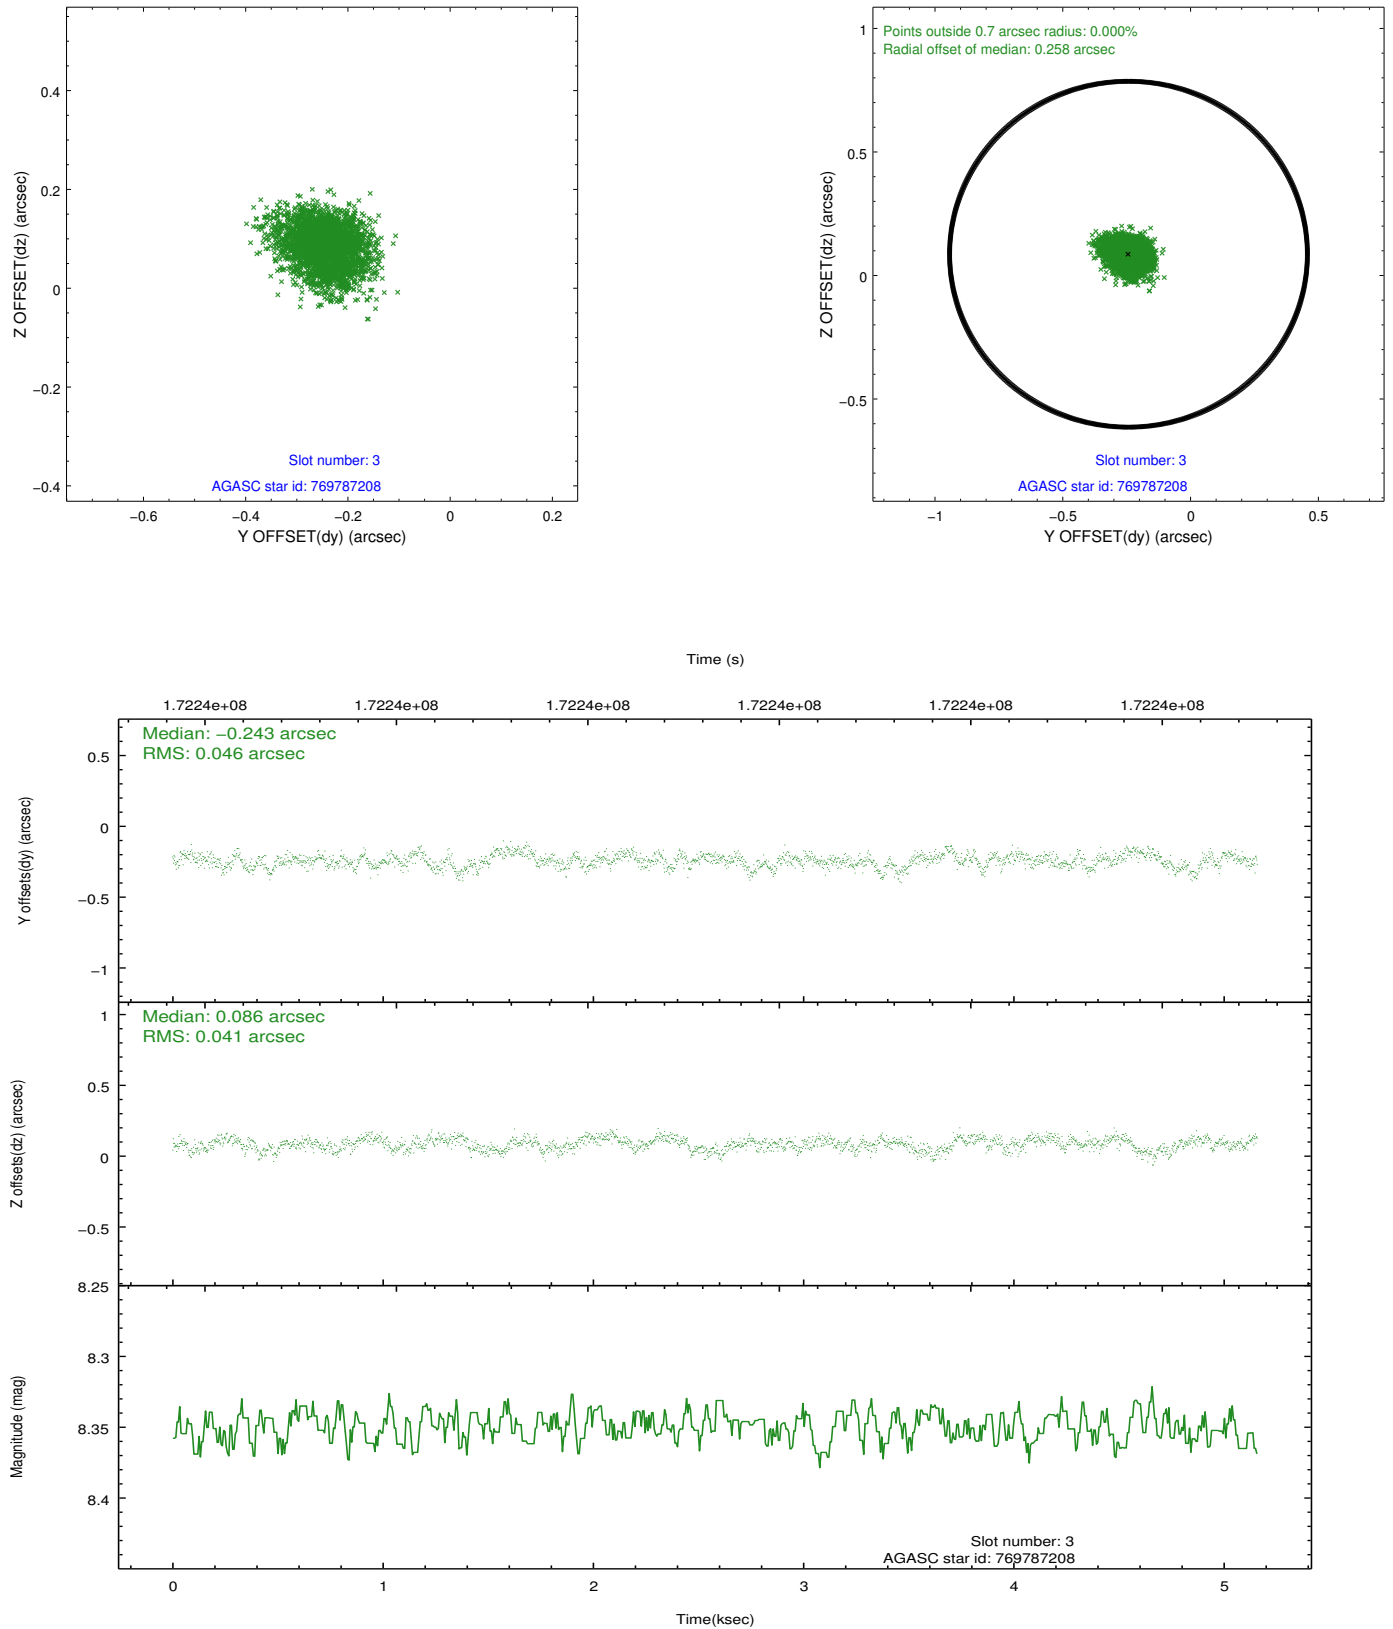 0.4
0.2
0
−0.2
−0.4
Z OFFSET(dz) (arcsec)
Slot number: 3
AGASC star id: 769787208
−0.6
−0.4
−0.2
0
0.2
Y OFFSET(dy) (arcsec)
Points outside 0.7 arcsec radius: 0.000%
Radial offset of median: 0.258 arcsec
1
0.5
0
−0.5
Z OFFSET(dz) (arcsec)
Slot number: 3
AGASC star id: 769787208
−1
−0.5
0
0.5
Y OFFSET(dy) (arcsec)
Time (s)
1.7224e+08
1.7224e+08
1.7224e+08
1.7224e+08
1.7224e+08
1.7224e+08
Median: −0.243 arcsec
RMS: 0.046 arcsec
0.5
0
−0.5
−1
Y offsets(dy) (arcsec)
Median: 0.086 arcsec
RMS: 0.041 arcsec
1
0.5
0
−0.5
Z offsets(dz) (arcsec)
8.25
8.3
8.35
8.4
Magnitude (mag)
Slot number: 3
AGASC star id: 769787208
0
1
2
3
4
5
Time(ksec)